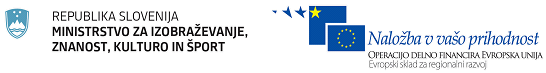 REPUBLIKA SLOVENIJA
MINISTRSTVO ZA IZOBRAŽEVANJE,
ZNANOST, KULTURO IN ŠPORT
Naložba v vašo prihodnost
OPERACIJO DELNO FINANCIRA EVROPSKA UNIJA
Evropski sklad za regionalni razvoj